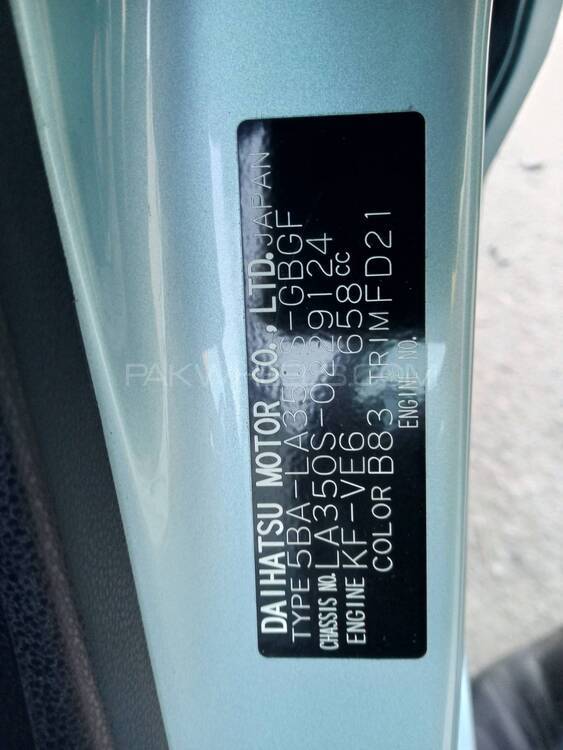 DAIHATSU MOTOR CO., LTD. JAPAN
TYPE 5BA-LA350S-GBGF
CHASSIS NO. LA350S-0239124
ENGINE KF-VE6 658cc
COLOR B83 TRIM FD21
ENGINE NO.